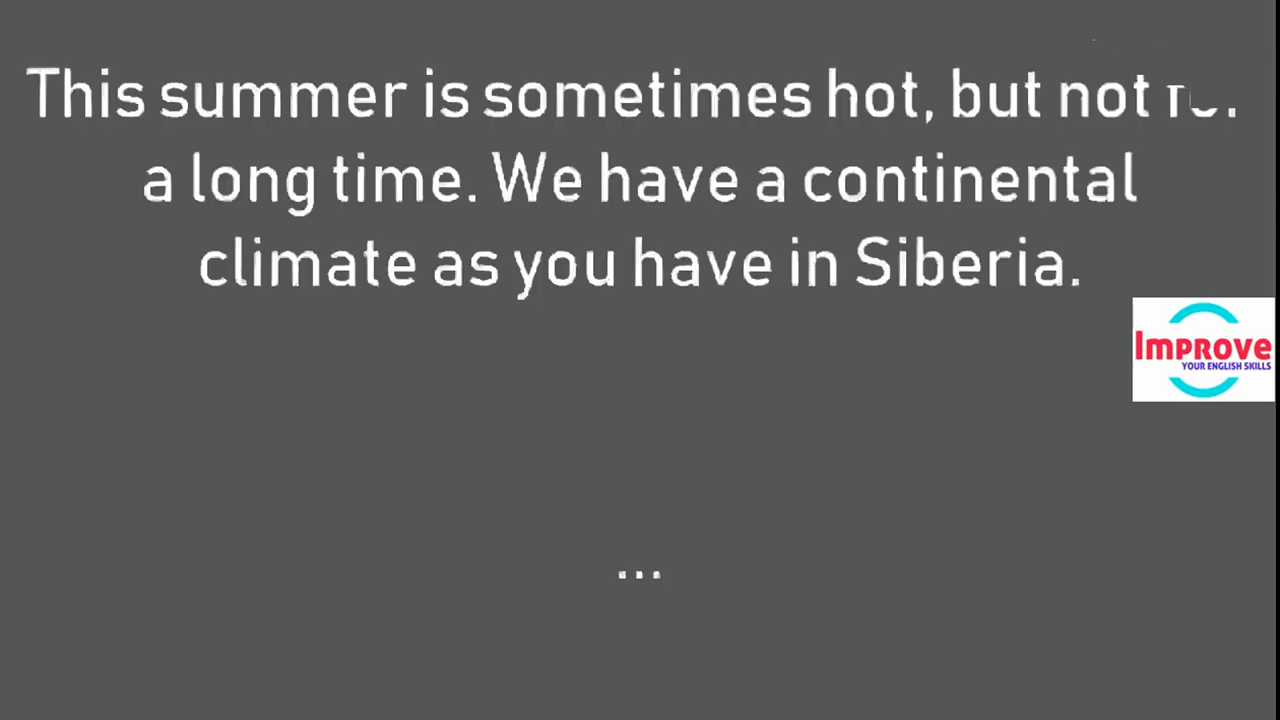 This summer is sometimes hot, but not
a long time. We have a continental
climate as you have in Siberia.
Improve
YOUR ENGLISH SKILLS
...